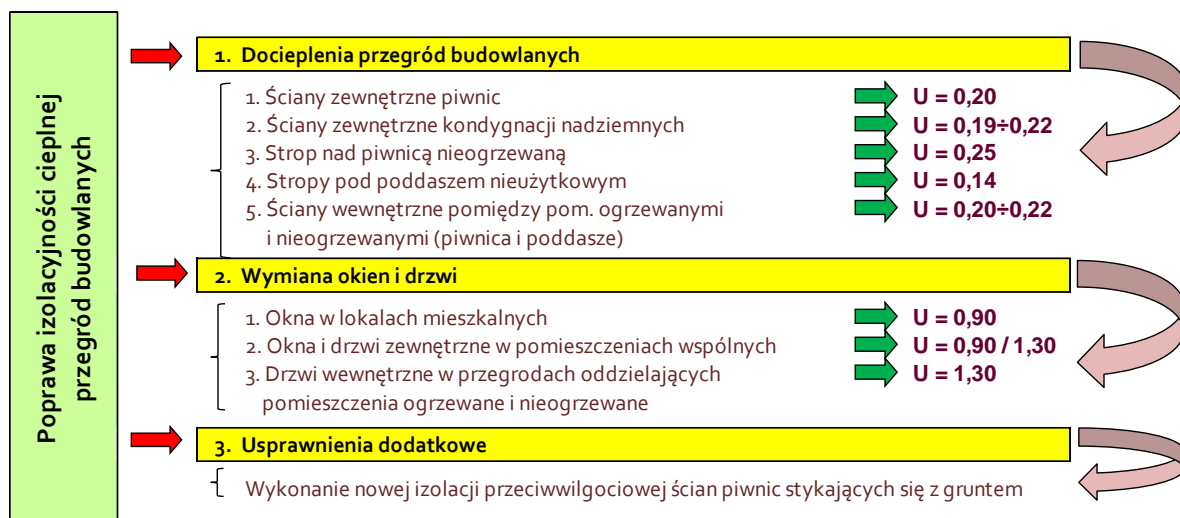 Poprawa izolacyjności cieplnej
przegród budowlanych
1. Docieplenia przegród budowlanych
1. Ściany zewnętrzne piwnic U = 0,20
2. Ściany zewnętrzne kondygnacji nadziemnych U = 0,19÷0,22
3. Strop nad piwnicą nieogrzewaną U = 0,25
4. Stropy pod poddaszem nieużytkowym U = 0,14
5. Ściany wewnętrzne pomiędzy pom. ogrzewanymi U = 0,20÷0,22
i nieogrzewanymi (piwnica i poddasze)
2. Wymiana okien i drzwi
1. Okna w lokalach mieszkalnych U = 0,90
2. Okna i drzwi zewnętrzne w pomieszczeniach wspólnych U = 0,90 / 1,30
3. Drzwi wewnętrzne w przegrodach oddzielających U = 1,30
pomieszczenia ogrzewane i nieogrzewane
3. Usprawnienia dodatkowe
Wykonanie nowej izolacji przeciwwilgociowej ścian piwnic stykających się z gruntem